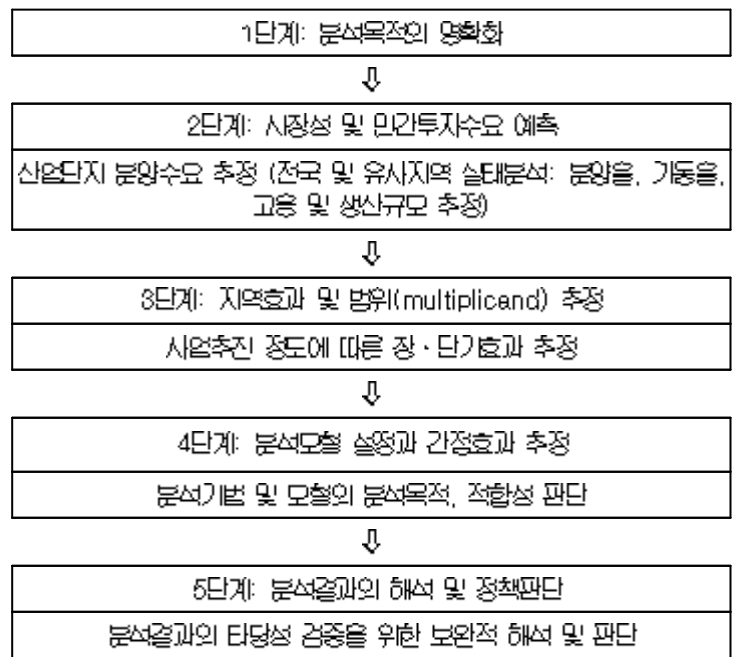 1단계: 분석목적의 명확화
⇩
2단계: 시장성 및 민간투자수요 예측
산업단지 분양수요 추정 (전국 및 유사지역 실태분석: 분양율, 가동율,
고용 및 생산규모 추정)
⇩
3단계: 지역효과 및 범위(multiplicand) 추정
사업추진 정도에 따른 장·단기효과 추정
⇩
4단계: 분석모형 설정과 간접효과 추정
분석기법 및 모형의 분석목적, 적합성 판단
⇩
5단계: 분석결과의 해석 및 정책판단
분석결과의 타당성 검증을 위한 보완적 해석 및 판단